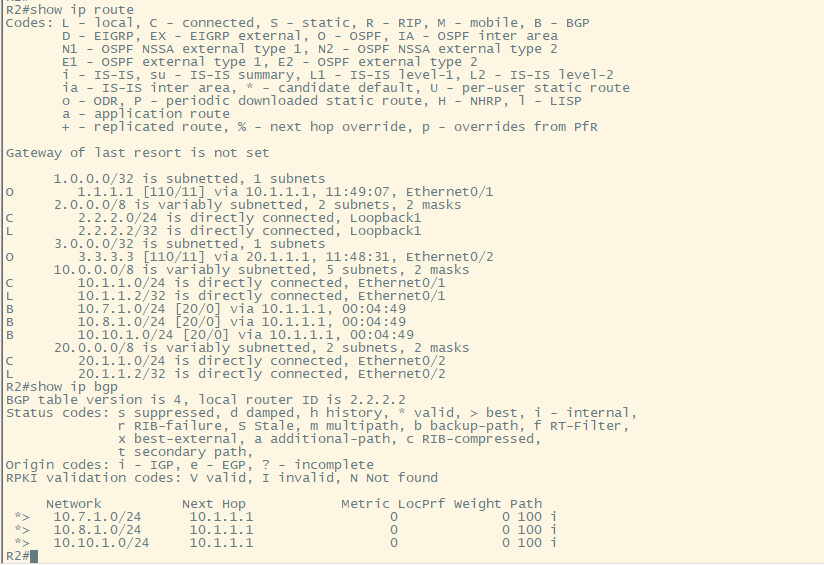 R2#show ip route
Codes: L - local, C - connected, S - static, R - RIP, M - mobile, B - BGP
       D - EIGRP, EX - EIGRP external, O - OSPF, IA - OSPF inter area
       N1 - OSPF NSSA external type 1, N2 - OSPF NSSA external type 2
       E1 - OSPF external type 1, E2 - OSPF external type 2
       i - IS-IS, su - IS-IS summary, L1 - IS-IS level-1, L2 - IS-IS level-2
       ia - IS-IS inter area, * - candidate default, U - per-user static route
       o - ODR, P - periodic downloaded static route, H - NHRP, l - LISP
       a - application route
       + - replicated route, % - next hop override, p - overrides from PfR
Gateway of last resort is not set
      1.0.0.0/32 is subnetted, 1 subnets
O        1.1.1.1 [110/11] via 10.1.1.1, 11:49:07, Ethernet0/1
      2.0.0.0/8 is variably subnetted, 2 subnets, 2 masks
C        2.2.2.0/24 is directly connected, Loopback1
L        2.2.2.2/32 is directly connected, Loopback1
      3.0.0.0/32 is subnetted, 1 subnets
O        3.3.3.3 [110/11] via 20.1.1.1, 11:48:31, Ethernet0/2
      10.0.0.0/8 is variably subnetted, 5 subnets, 2 masks
C        10.1.1.0/24 is directly connected, Ethernet0/1
L        10.1.1.2/32 is directly connected, Ethernet0/1
B        10.7.1.0/24 [20/0] via 10.1.1.1, 00:04:49
B        10.8.1.0/24 [20/0] via 10.1.1.1, 00:04:49
B        10.10.1.0/24 [20/0] via 10.1.1.1, 00:04:49
      20.0.0.0/8 is variably subnetted, 2 subnets, 2 masks
C        20.1.1.0/24 is directly connected, Ethernet0/2
L        20.1.1.2/32 is directly connected, Ethernet0/2
R2#show ip bgp
BGP table version is 4, local router ID is 2.2.2.2
Status codes: s suppressed, d damped, h history, * valid, > best, i - internal,
              r RIB-failure, S Stale, m multipath, b backup-path, f RT-Filter,
              x best-external, a additional-path, c RIB-compressed,
              t secondary path,
Origin codes: i - IGP, e - EGP, ? - incomplete
RPKI validation codes: V valid, I invalid, N Not found
     Network          Next Hop            Metric LocPrf Weight Path
 *>   10.7.1.0/24      10.1.1.1                 0             0 100 i
 *>   10.8.1.0/24      10.1.1.1                 0             0 100 i
 *>   10.10.1.0/24     10.1.1.1                 0             0 100 i
R2#